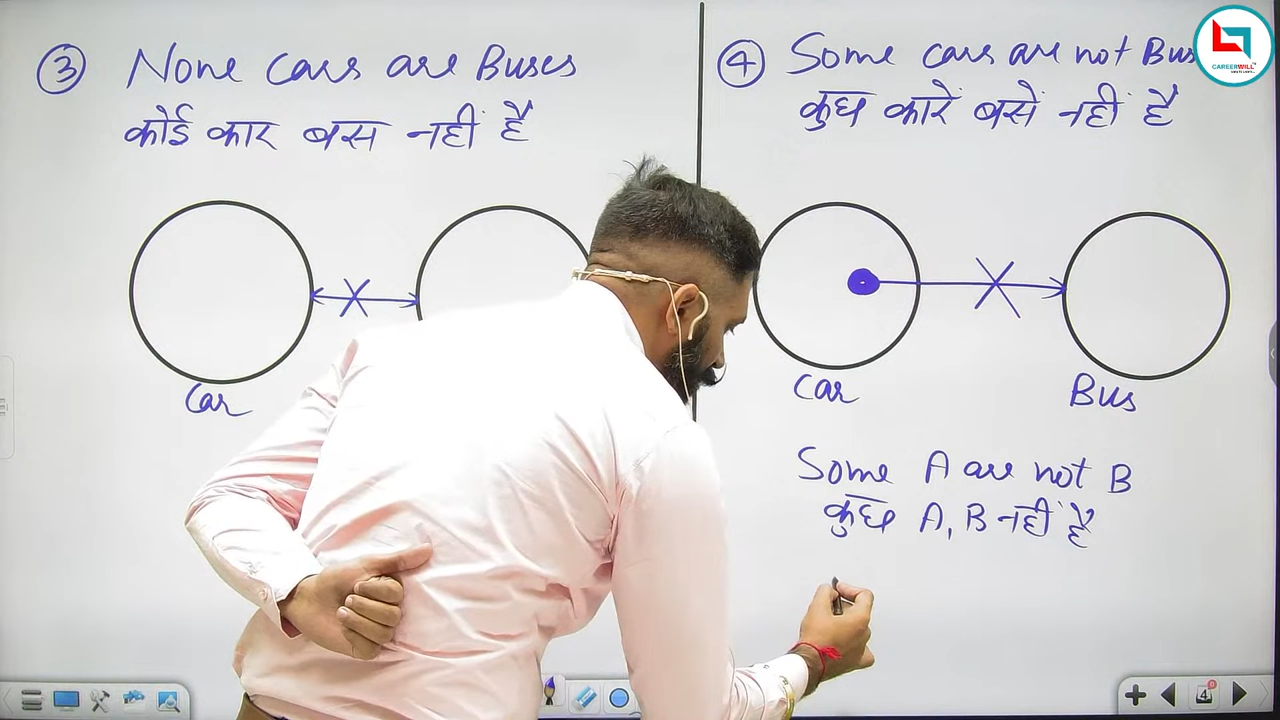 ③ None cars are Buses
कोई कार बस नहीं है
Car
④ Some cars are not Bus
कुछ कारें बसें नहीं है
Car
Bus
Some A are not B
कुछ A, B नहीं है
CAREERWILL
4